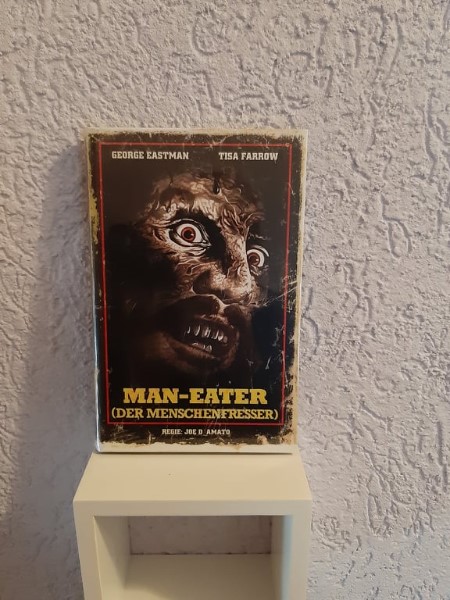 GEORGE EASTMAN TISA FARROW
MAN-EATER
(DER MENSCHENFRESSER)
REGIE: JOE D. AMATO